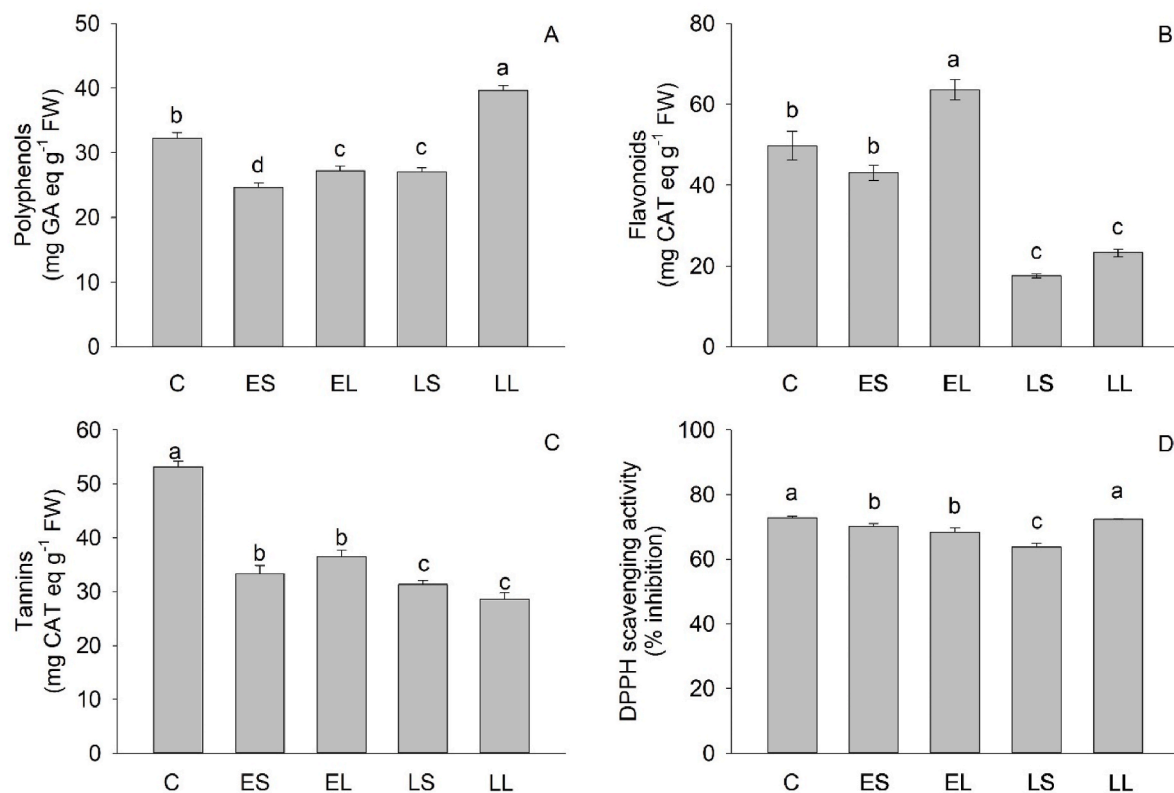 A
Polyphenols
(mg GA eq g⁻¹ FW)
50
40
30
20
10
0
b
d
c
c
a
C ES EL LS LL
B
Flavonoids
(mg CAT eq g⁻¹ FW)
80
60
40
20
0
b
b
a
c
c
C ES EL LS LL
C
Tannins
(mg CAT eq g⁻¹ FW)
60
50
40
30
20
10
0
a
b
b
c
c
C ES EL LS LL
D
DPPH scavenging activity
(% inhibition)
100
80
60
40
20
0
a
b
b
c
a
C ES EL LS LL